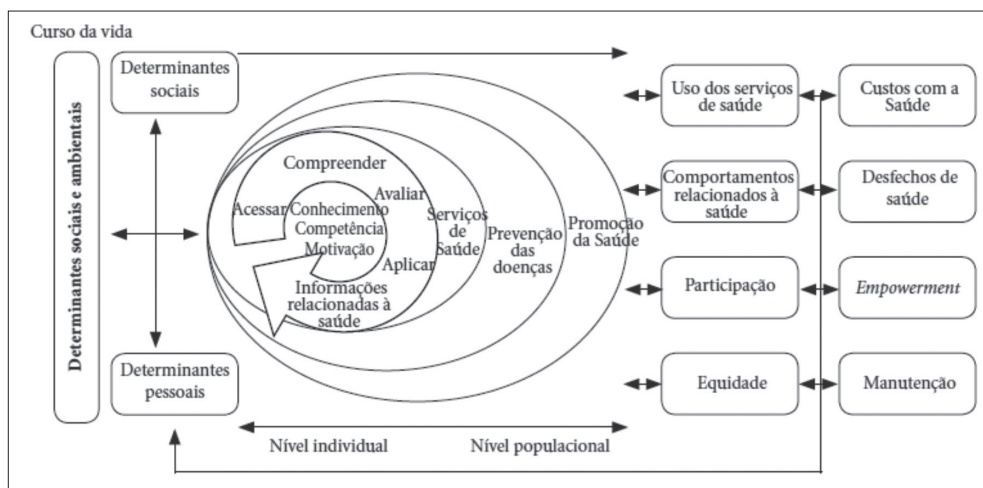 Curso da vida
Determinantes sociais e ambientais
Determinantes
sociais
Determinantes
pessoais
Compreender
Acessar
Avaliar
Conhecimento
Competência
Motivação
Aplicar
Informações
relacionadas à
saúde
Serviços
de
Saúde
Prevenção
das
doenças
Promoção
da Saúde
Nível individual
Nível populacional
Uso dos serviços
de saúde
Custos com a
Saúde
Comportamentos
relacionados à
saúde
Desfechos de
saúde
Participação
Empowerment
Equidade
Manutenção